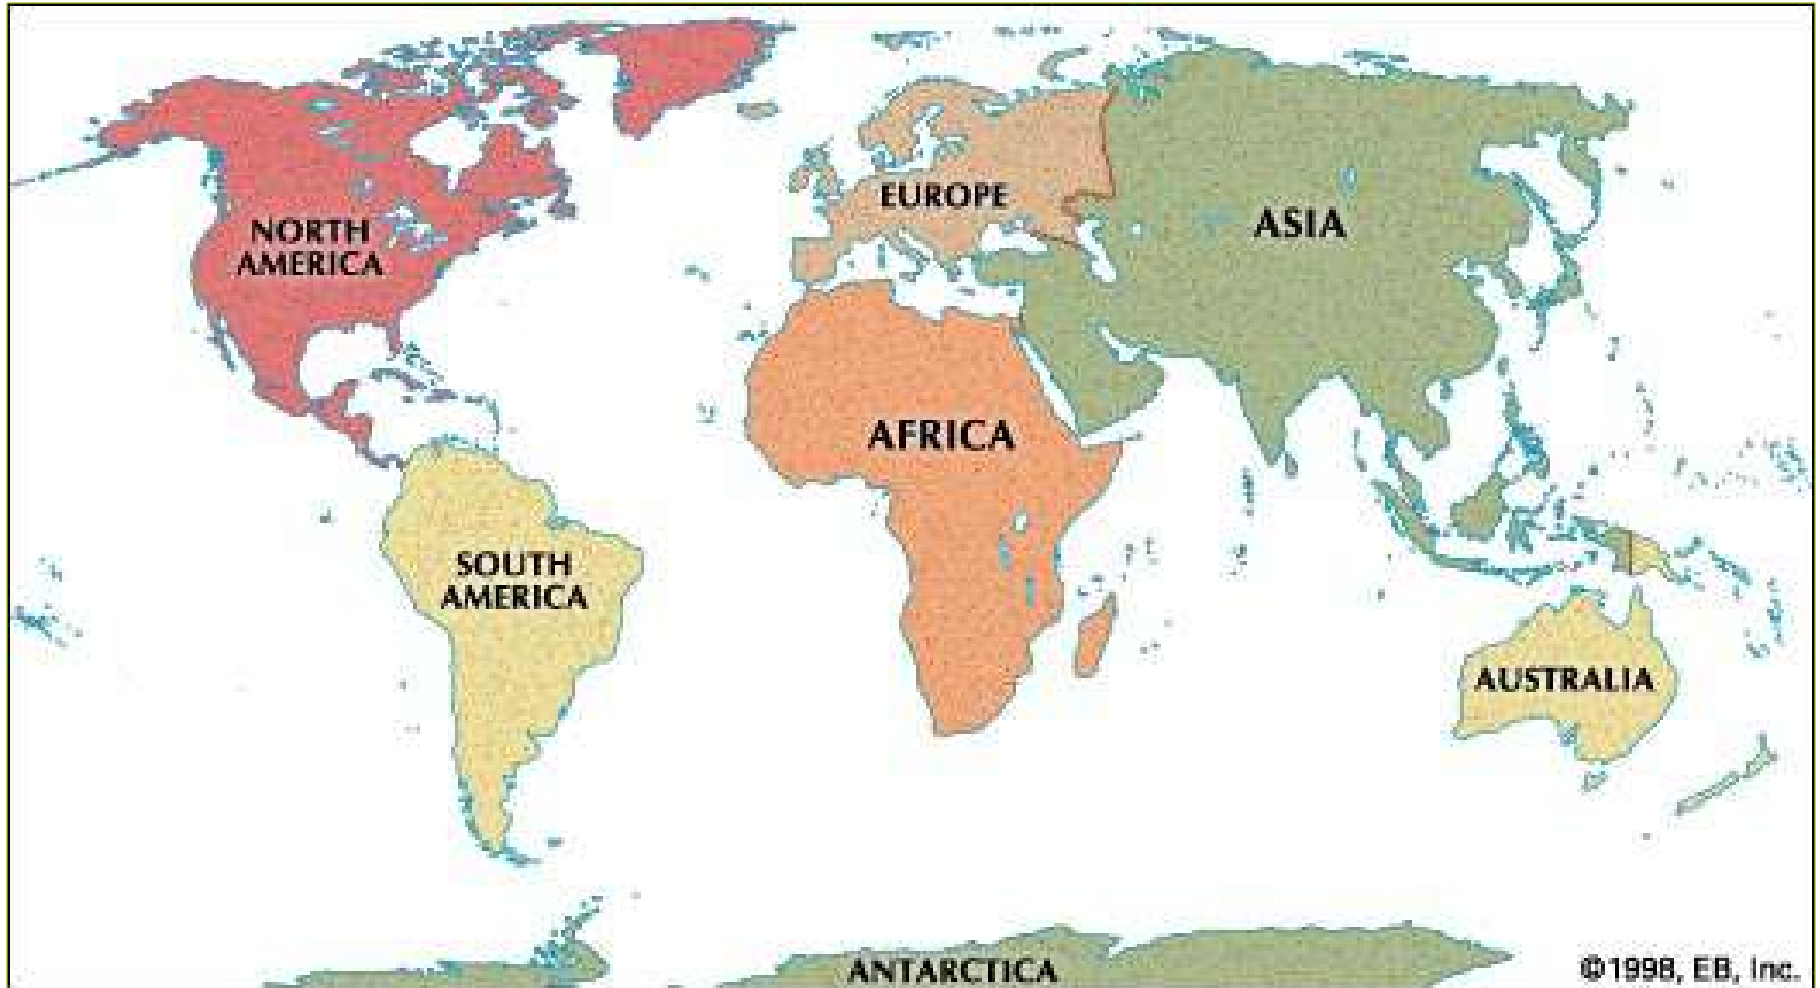 NORTH
AMERICA
EUROPE
ASIA
AFRICA
SOUTH
AMERICA
AUSTRALIA
ANTARCTICA
©1998, EB, Inc.